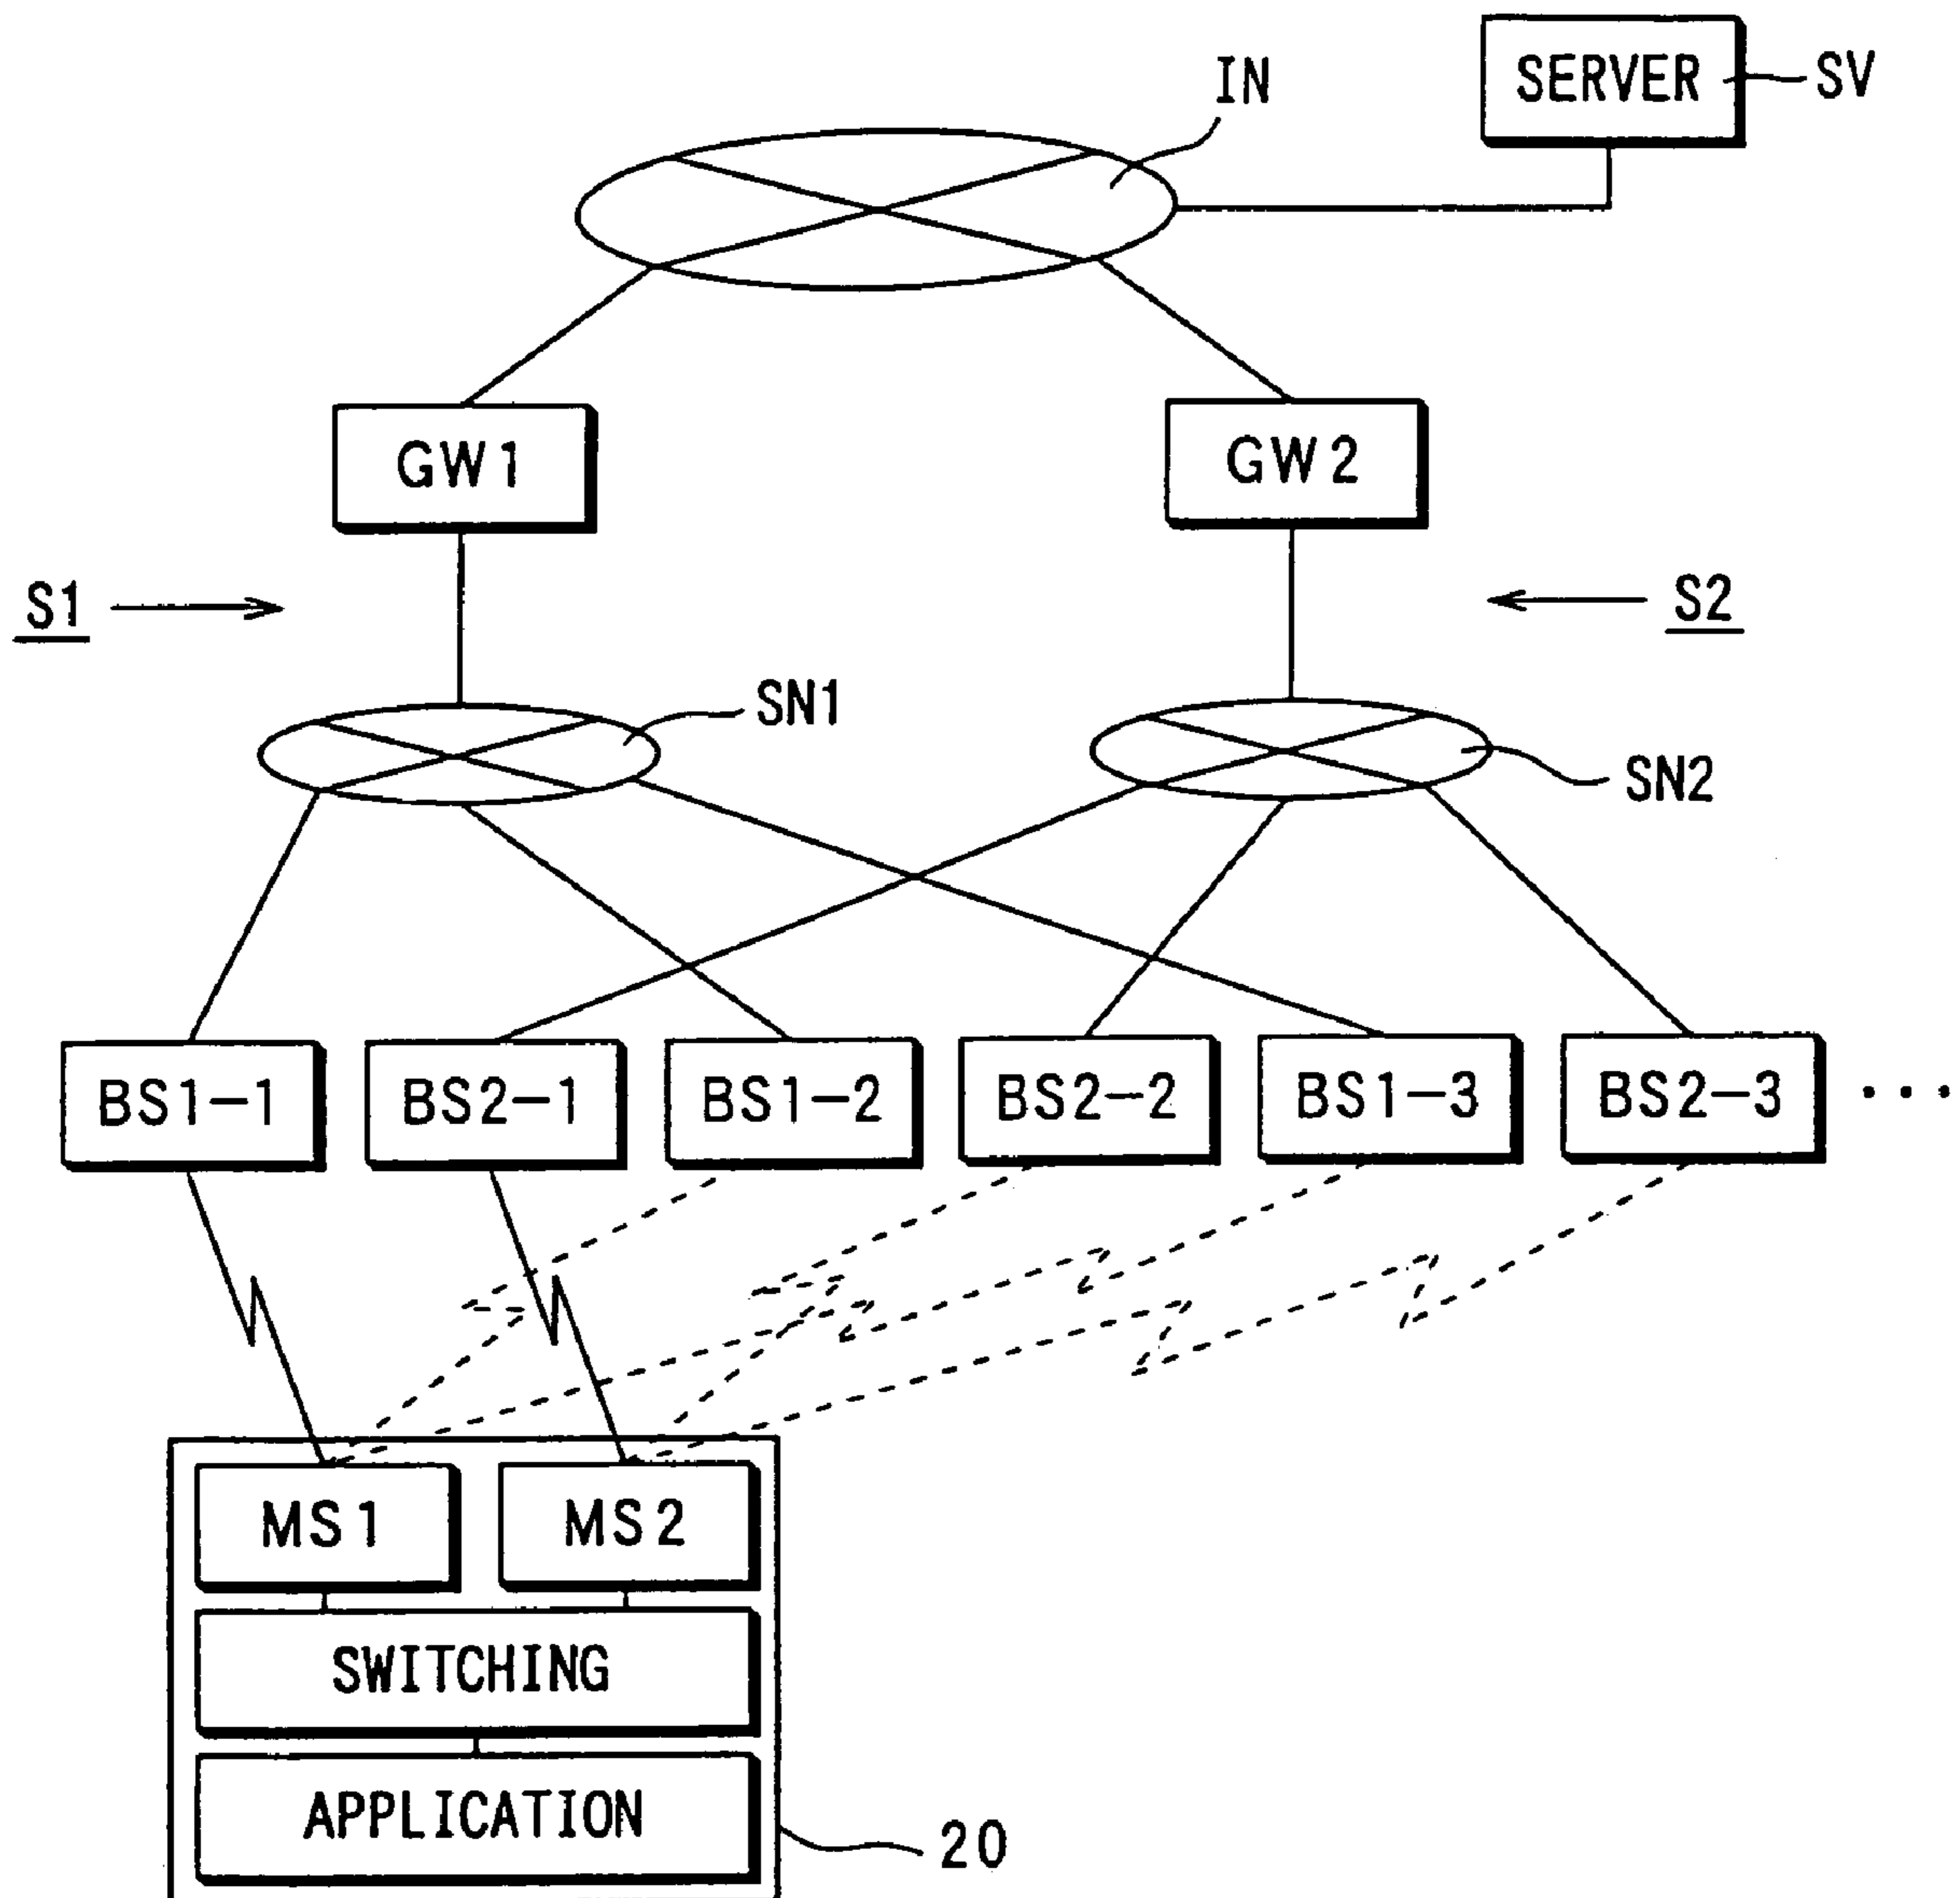 SERVER
SV
IN
GW1
GW2
S1
S2
SN1
SN2
BS1-1
BS2-1
BS1-2
BS2-2
BS1-3
BS2-3
...
MS1
MS2
SWITCHING
APPLICATION
20